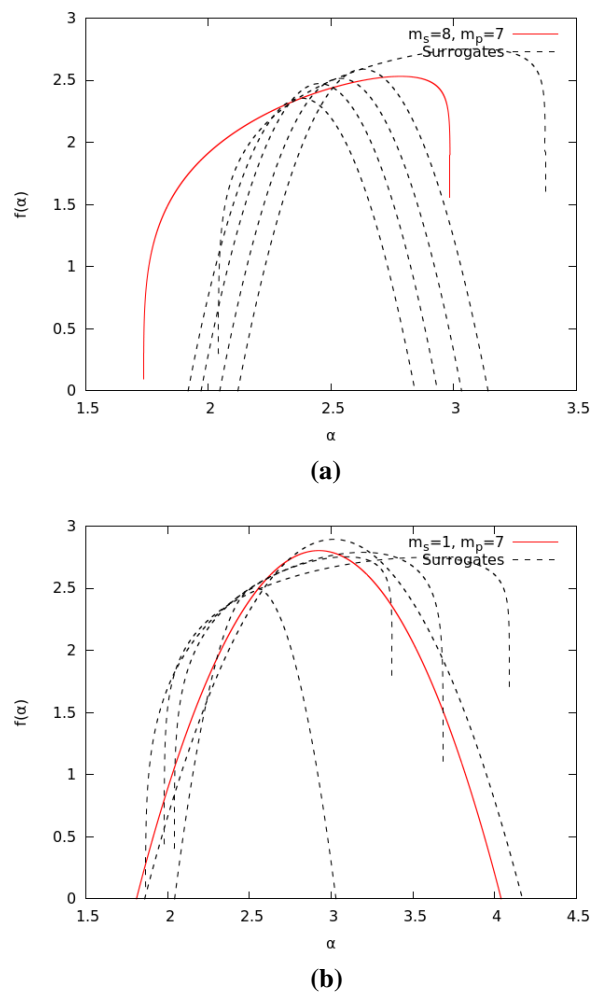 3
2.5
2
1.5
1
0.5
0
f(α)
m_s=8, m_p=7
Surrogates
1.5 2 2.5 3 3.5
α
(a)
3
2.5
2
1.5
1
0.5
0
f(α)
m_s=1, m_p=7
Surrogates
1.5 2 2.5 3 3.5 4 4.5
α
(b)